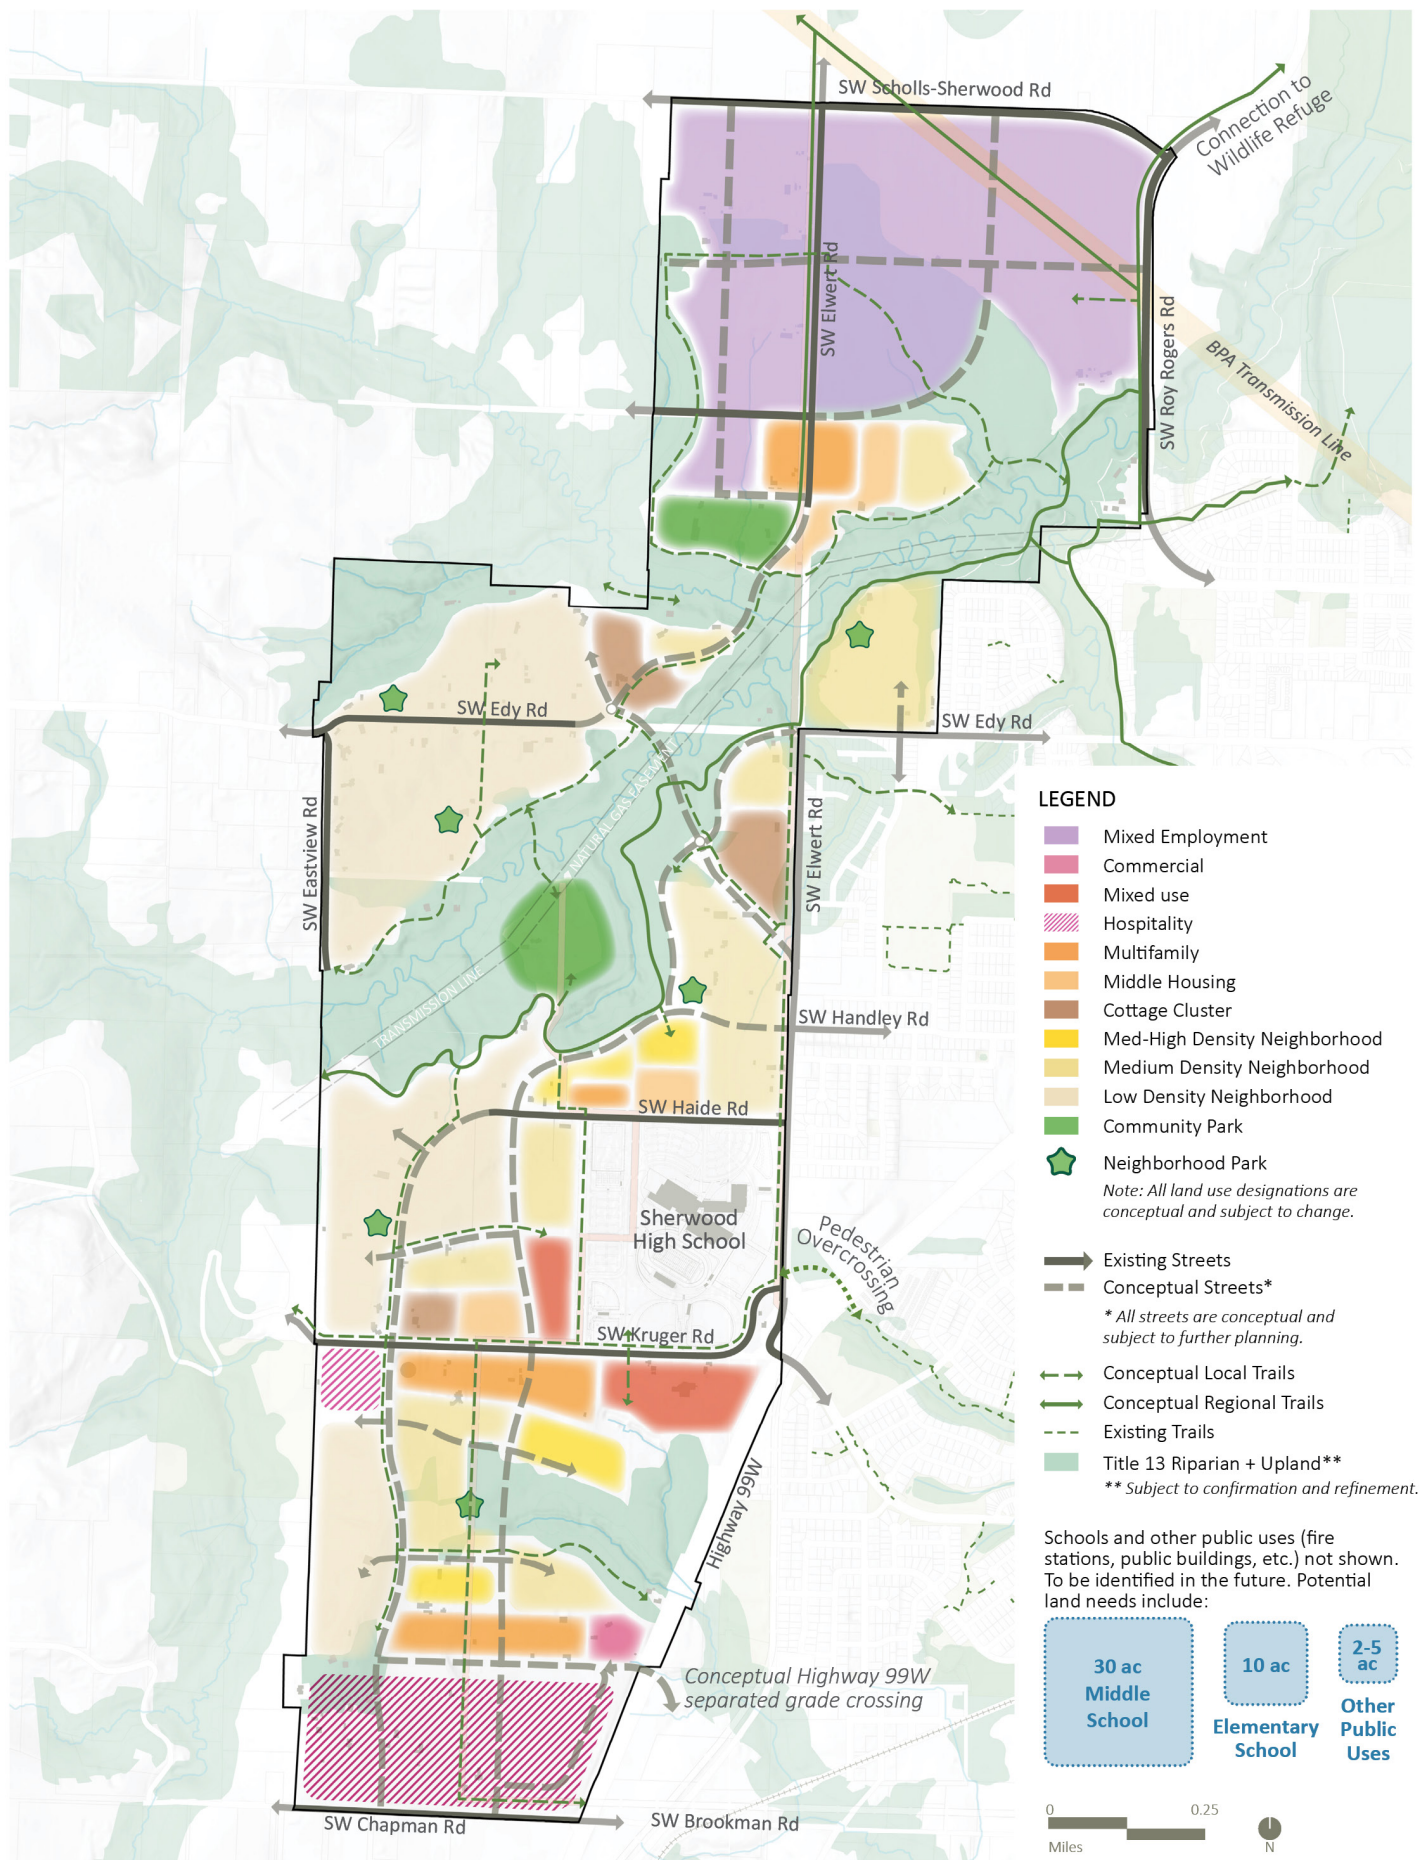 SW Scholls-Sherwood Rd
Connection to
Wildlife Refuge
SW Elwert Rd
SW Roy Rogers Rd
BPA Transmission Line
SW Edy Rd
SW Edy Rd
NATURAL GAS EASEMENT
SW Eastview Rd
SW Elwert Rd
TRANSMISSION LINE
SW Handley Rd
SW Haide Rd
Sherwood
High School
Pedestrian
Overcrossing
SW Kruger Rd
Highway 99W
Conceptual Highway 99W
separated grade crossing
SW Chapman Rd
SW Brookman Rd
LEGEND
Mixed Employment
Commercial
Mixed use
Hospitality
Multifamily
Middle Housing
Cottage Cluster
Med-High Density Neighborhood
Medium Density Neighborhood
Low Density Neighborhood
Community Park
Neighborhood Park
Note: All land use designations are
conceptual and subject to change.
Existing Streets
Conceptual Streets*
* All streets are conceptual and
subject to further planning.
Conceptual Local Trails
Conceptual Regional Trails
Existing Trails
Title 13 Riparian + Upland**
** Subject to confirmation and refinement.
Schools and other public uses (fire
stations, public buildings, etc.) not shown.
To be identified in the future. Potential
land needs include:
30 ac
Middle
School
10 ac
Elementary
School
2-5
ac
Other
Public
Uses
0 0.25
Miles
N